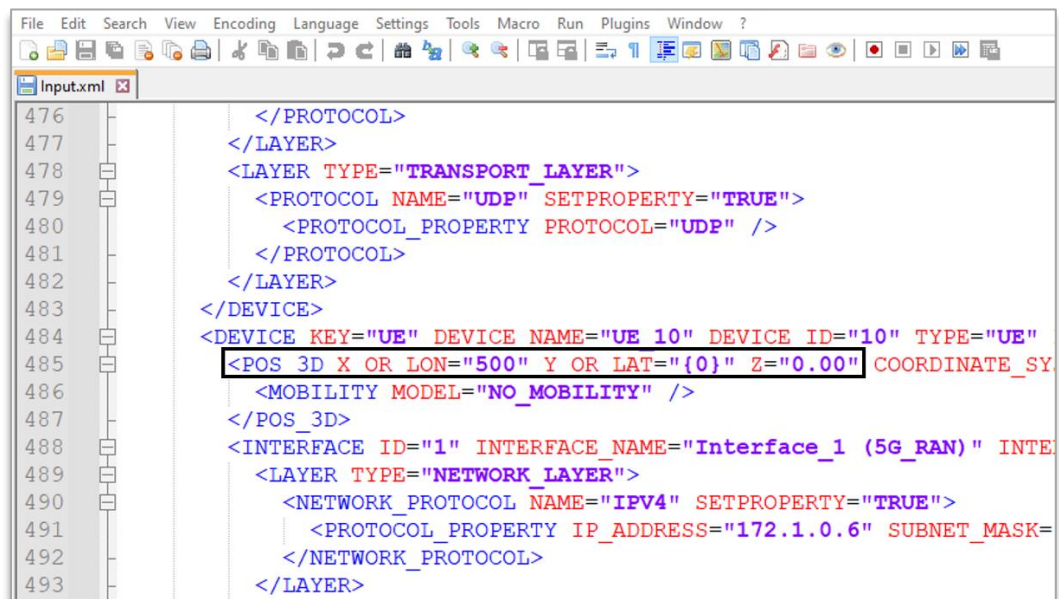 File Edit Search View Encoding Language Settings Tools Macro Run Plugins Window ?
Input.xml
476 </PROTOCOL>
477 </LAYER>
478 <LAYER TYPE="TRANSPORT_LAYER">
479 <PROTOCOL NAME="UDP" SETPROPERTY="TRUE">
480 <PROTOCOL_PROPERTY PROTOCOL="UDP" />
481 </PROTOCOL>
482 </LAYER>
483 </DEVICE>
484 <DEVICE KEY="UE" DEVICE_NAME="UE_10" DEVICE_ID="10" TYPE="UE"
485 <POS_3D X_OR_LON="500" Y_OR_LAT="{0}" Z="0.00" COORDINATE_SY
486 <MOBILITY MODEL="NO_MOBILITY" />
487 </POS_3D>
488 <INTERFACE ID="1" INTERFACE_NAME="Interface_1 (5G_RAN)" INTE
489 <LAYER TYPE="NETWORK_LAYER">
490 <NETWORK_PROTOCOL NAME="IPV4" SETPROPERTY="TRUE">
491 <PROTOCOL_PROPERTY IP_ADDRESS="172.1.0.6" SUBNET_MASK=
492 </NETWORK_PROTOCOL>
493 </LAYER>